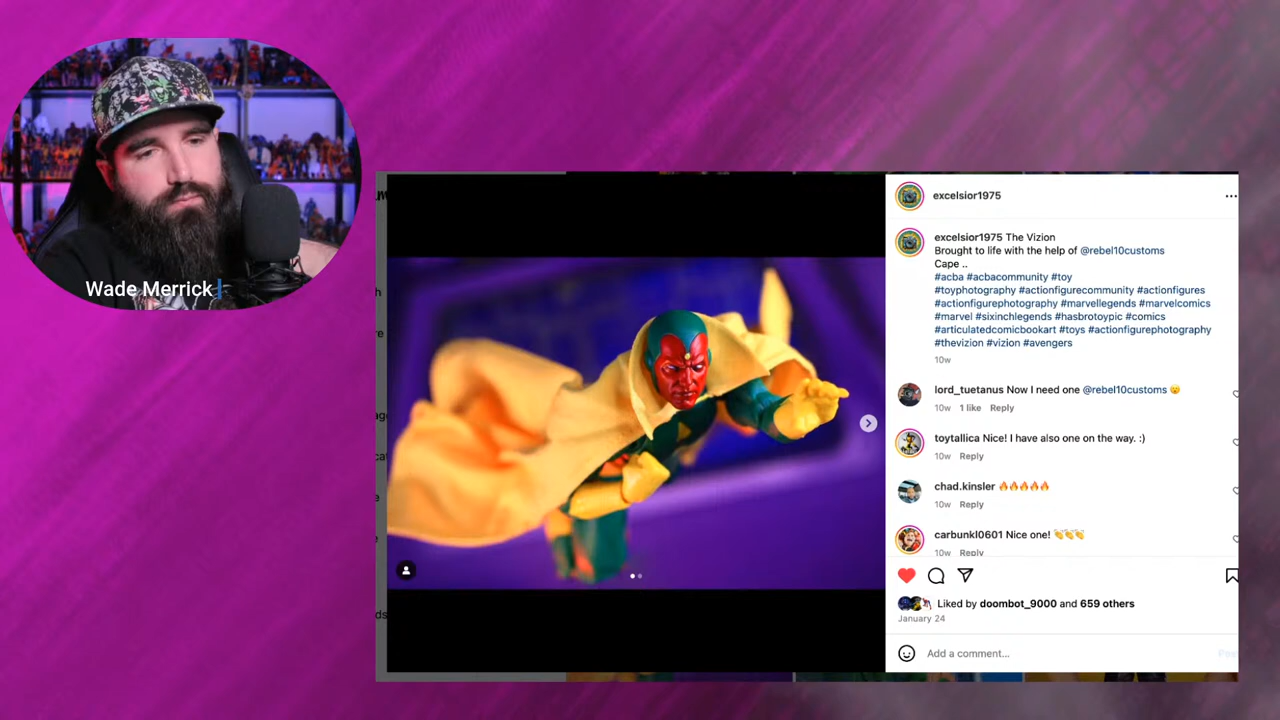 Wade Merrick
excelsior1975
excelsior1975 The Vizion
Brought to life with the help of @rebel10customs
Cape ..
#acba #acbacommunity #toy
#toyphotography #actionfigurecommunity #actionfigures
#actionfigurephotography #marvellegends #marvelcomics
#marvel #sixinchlegends #hasbrotoypic #comics
#articulatedcomicbookart #toys #actionfigurephotography
#thevizion #vizion #avengers
10w
lord_tuetanus Now I need one @rebel10customs 😮
10w 1 like Reply
toytallica Nice! I have also one on the way. :)
10w Reply
chad.kinsler 🔥🔥🔥🔥🔥
10w Reply
carbunkl0601 Nice one! 👏👏👏
10w Reply
Liked by doombot_9000 and 659 others
January 24
Add a comment...